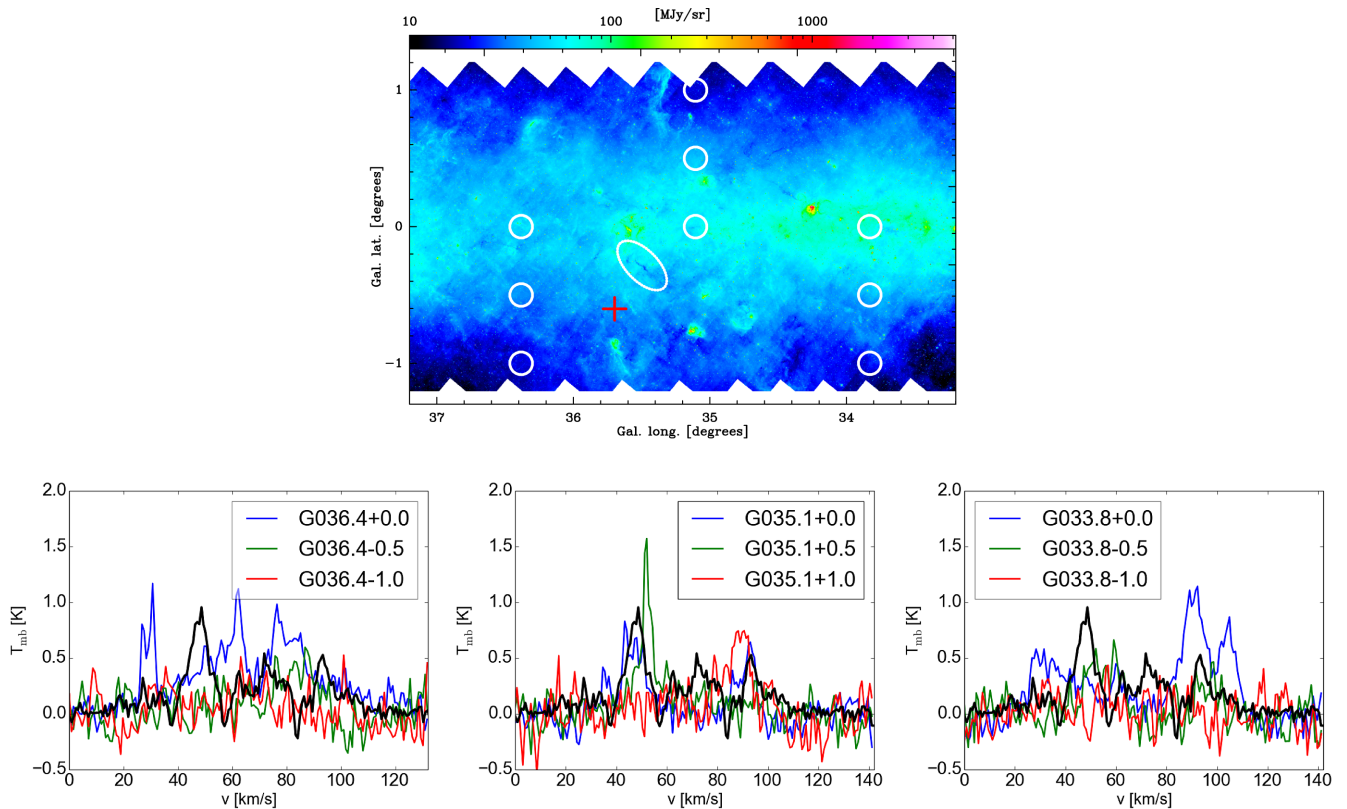 [MJy/sr]
10 100 1000
Gal. lat. [degrees]
1
0
−1
37 36 35 34
Gal. long. [degrees]
T_mb [K]
2.0
1.5
1.0
0.5
0.0
−0.5
G036.4+0.0
G036.4-0.5
G036.4-1.0
0 20 40 60 80 100 120
v [km/s]
T_mb [K]
2.0
1.5
1.0
0.5
0.0
−0.5
G035.1+0.0
G035.1+0.5
G035.1+1.0
0 20 40 60 80 100 120 140
v [km/s]
T_mb [K]
2.0
1.5
1.0
0.5
0.0
−0.5
G033.8+0.0
G033.8-0.5
G033.8-1.0
0 20 40 60 80 100 120 140
v [km/s]